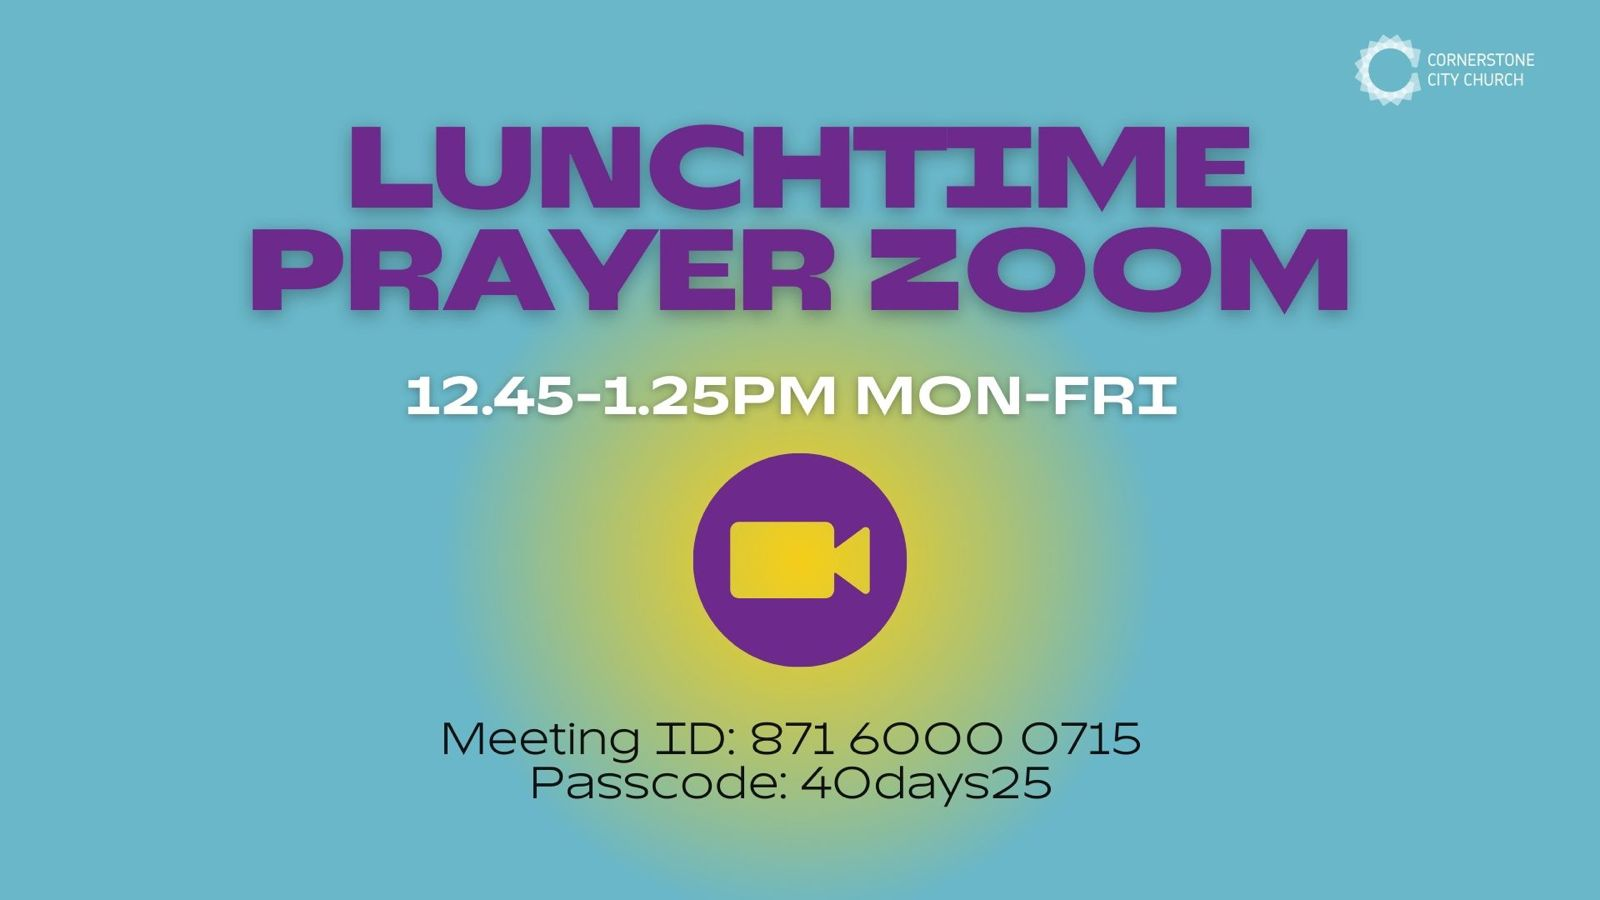 CORNERSTONE
CITY CHURCH
LUNCHTIME
PRAYER ZOOM
12.45-1.25PM MON-FRI
Meeting ID: 871 6000 0715
Passcode: 40days25